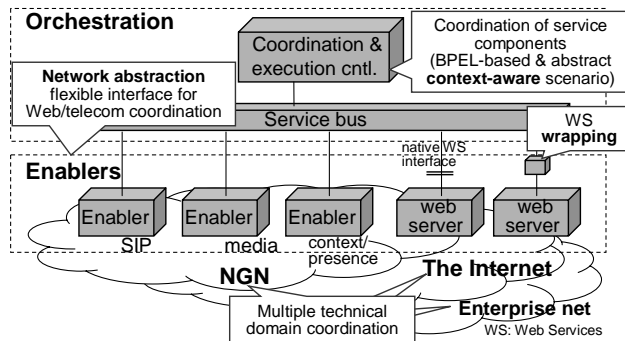 Orchestration
Coordination &
execution cntl.
Coordination of service
components
(BPEL-based & abstract
context-aware scenario)
Network abstraction
flexible interface for
Web/telecom coordination
Service bus
WS
wrapping
native WS
interface
Enablers
Enabler
Enabler
Enabler
web
server
web
server
SIP
media
context/
presence
NGN
The Internet
Multiple technical
domain coordination
Enterprise net
WS: Web Services